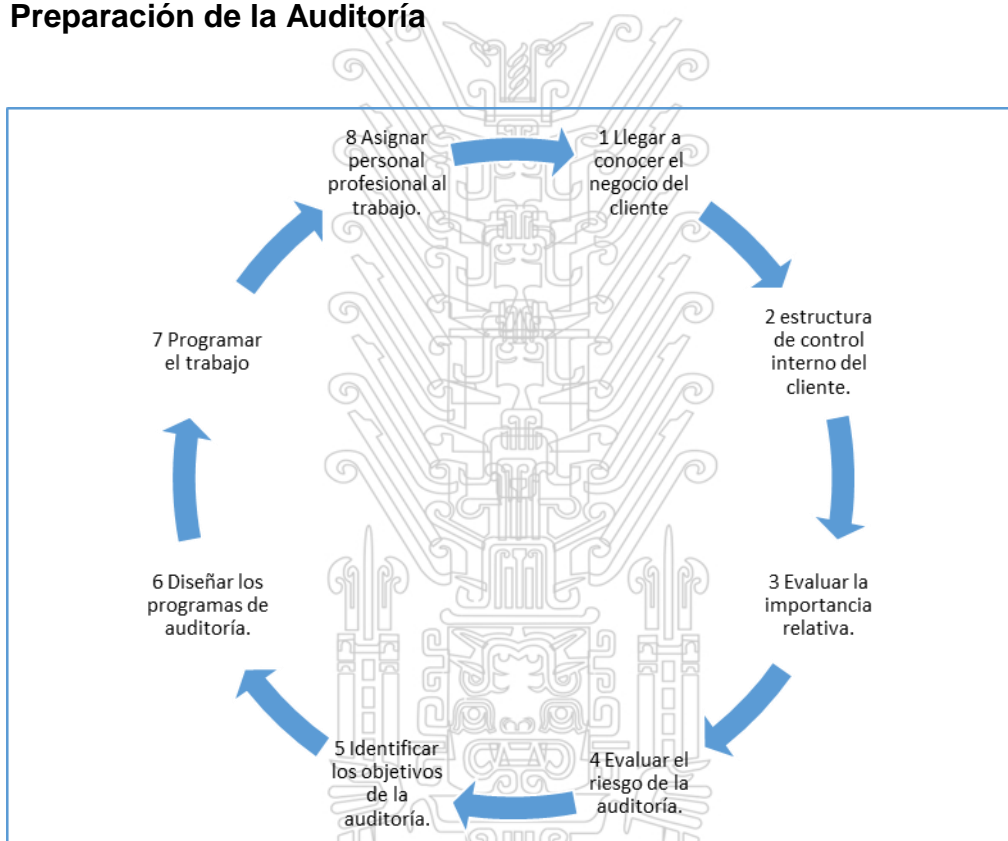 Preparación de la Auditoría
8 Asignar
personal
profesional al
trabajo.
1 Llegar a
conocer el
negocio del
cliente
2 estructura
de control
interno del
cliente.
3 Evaluar la
importancia
relativa.
4 Evaluar el
riesgo de la
auditoría.
5 Identificar
los objetivos
de la
auditoría.
6 Diseñar los
programas de
auditoría.
7 Programar
el trabajo